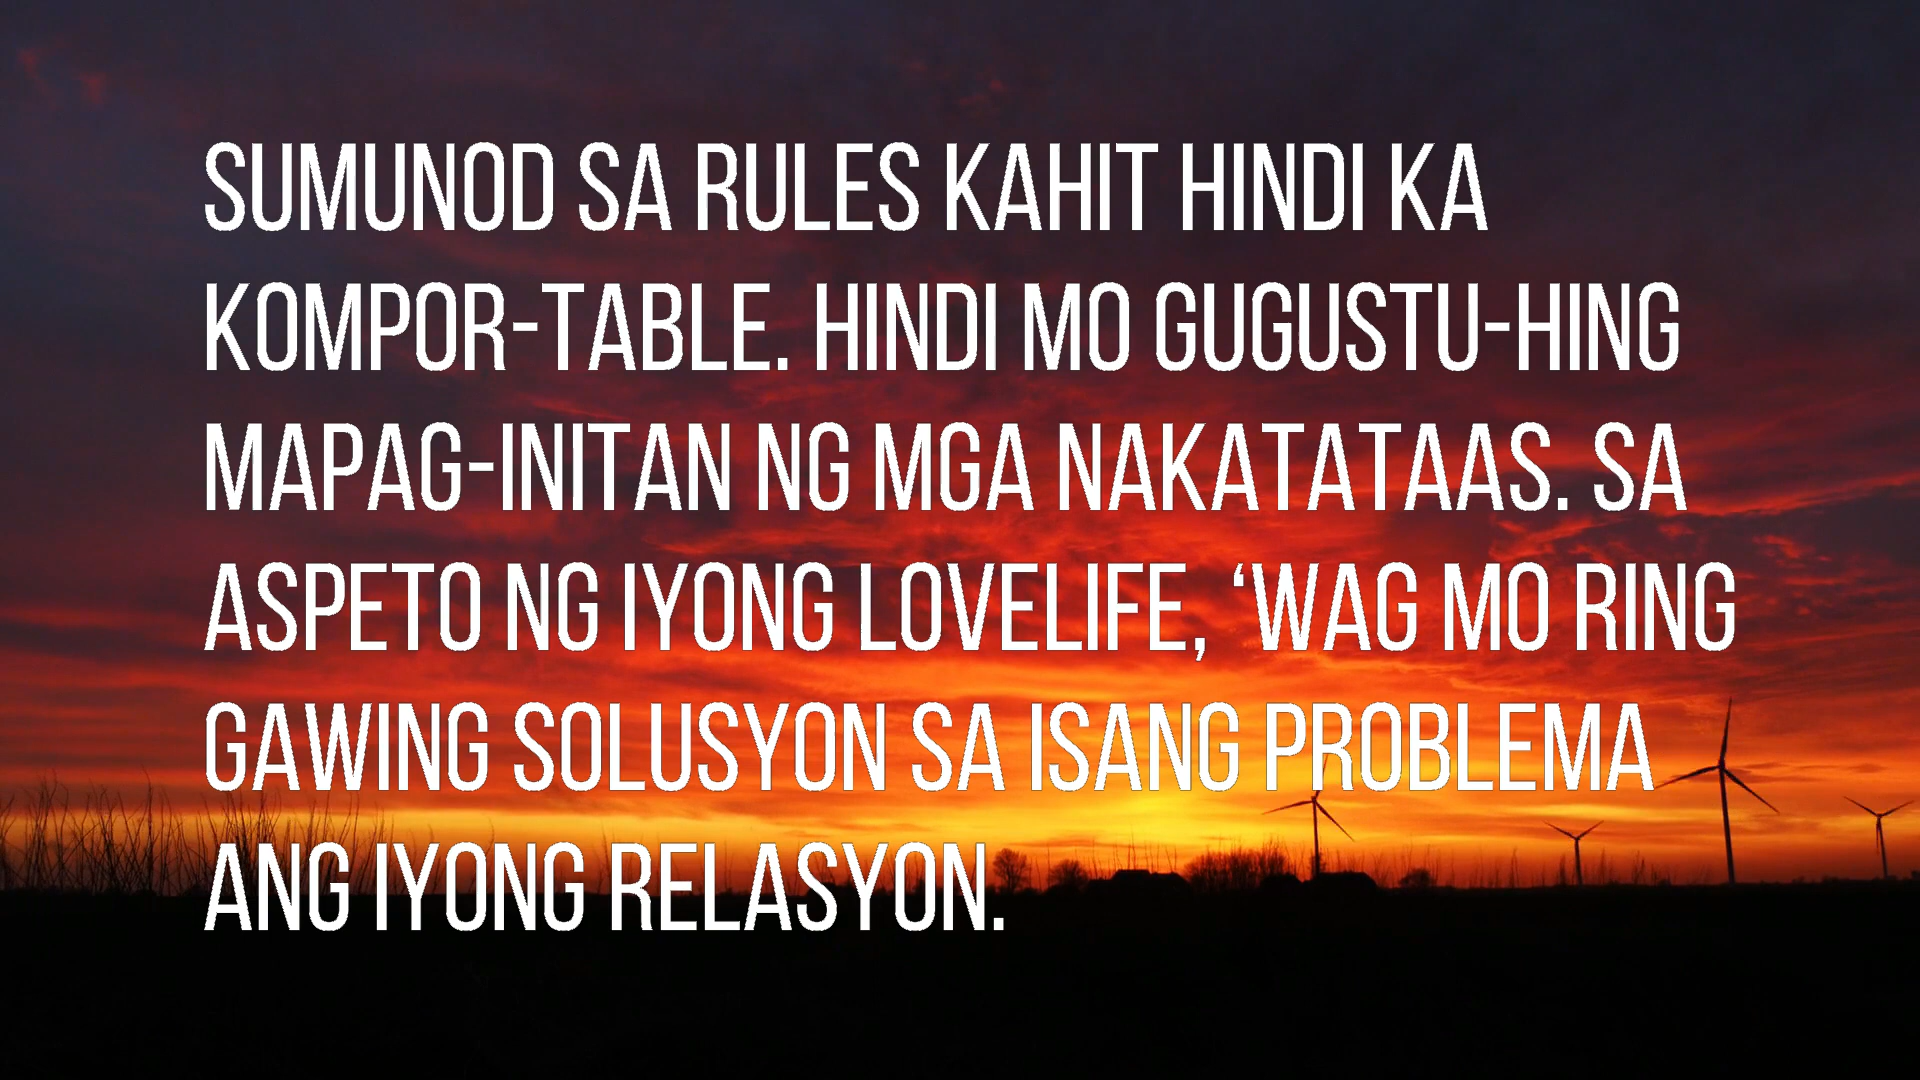 SUMUNOD SA RULES KAHIT HINDI KA
KOMPOR-TABLE. HINDI MO GUGUSTU-HING
MAPAG-INITAN NG MGA NAKATATAAS. SA
ASPETO NG IYONG LOVELIFE, ‘WAG MO RING
GAWING SOLUSYON SA ISANG PROBLEMA
ANG IYONG RELASYON.